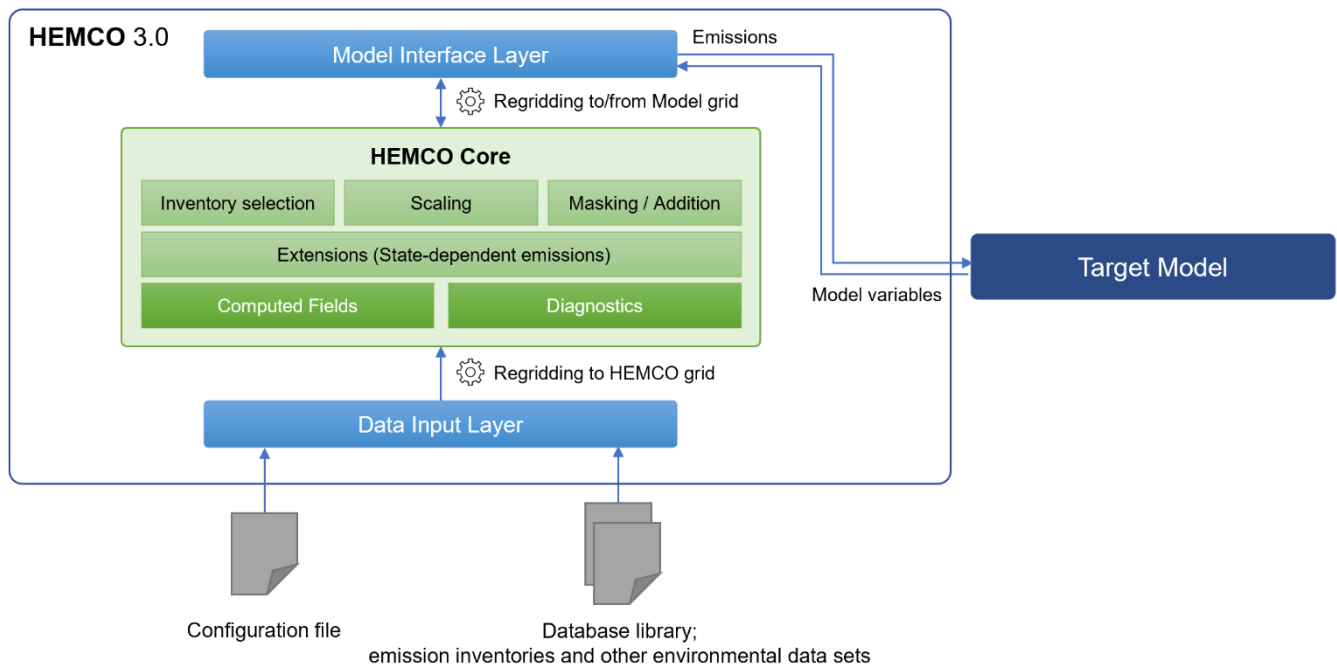 HEMCO 3.0
Model Interface Layer
Emissions
Regridding to/from Model grid
HEMCO Core
Inventory selection
Scaling
Masking / Addition
Extensions (State-dependent emissions)
Computed Fields
Diagnostics
Target Model
Model variables
Regridding to HEMCO grid
Data Input Layer
Configuration file
Database library;
emission inventories and other environmental data sets